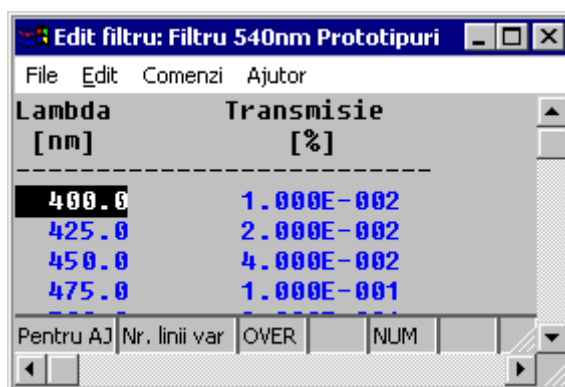 Edit filtru: Filtru 540nm Prototipuri
File Edit Comenzi Ajutor
Lambda Transmisie
[nm] [%]
-----------------------------
400.0 1.000E-002
425.0 2.000E-002
450.0 4.000E-002
475.0 1.000E-001
Pentru AJ Nr. linii var OVER NUM